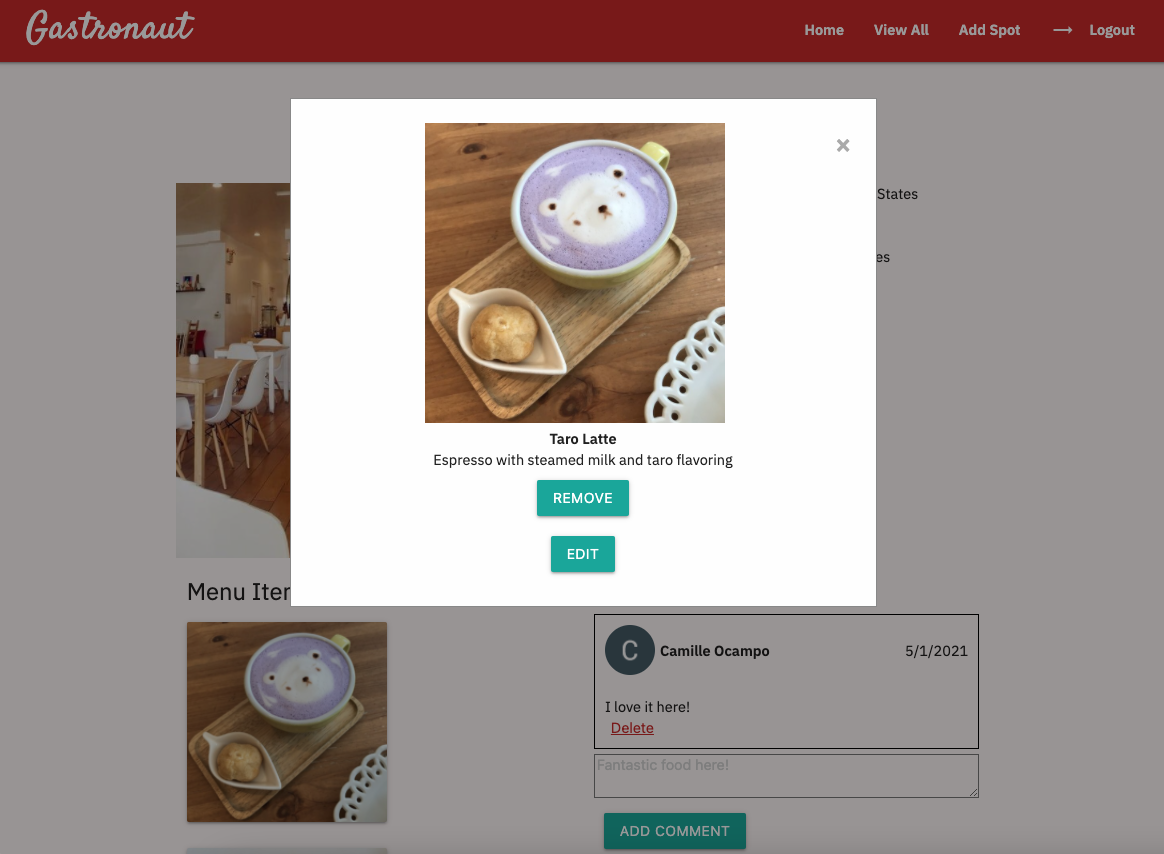 Gastronaut
Home View All Add Spot → Logout
×
States
es
Taro Latte
Espresso with steamed milk and taro flavoring
REMOVE
EDIT
Menu Iter
C Camille Ocampo 5/1/2021
I love it here!
Delete
Fantastic food here!
ADD COMMENT